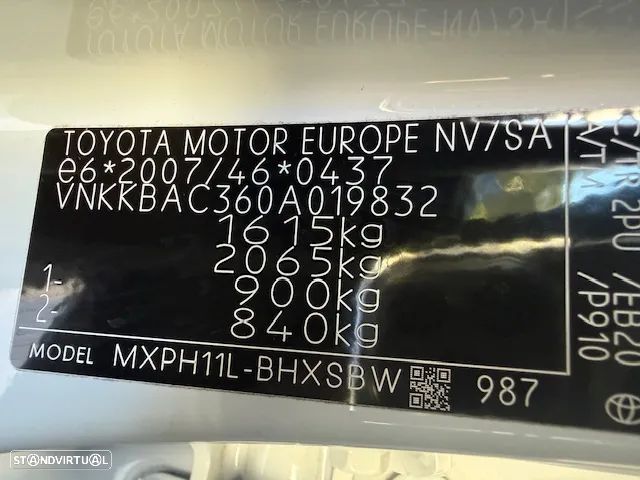 TOYOTA MOTOR EUROPE NV/SA
e6*2007/46*0437
VNKKBAC360A019832
1615kg
2065kg
1- 900kg
2- 840kg
MODEL MXPH11L-BHXSBW
987
C/TR 2PU /EB20
A/TA /P910
STANDVIRTUAL